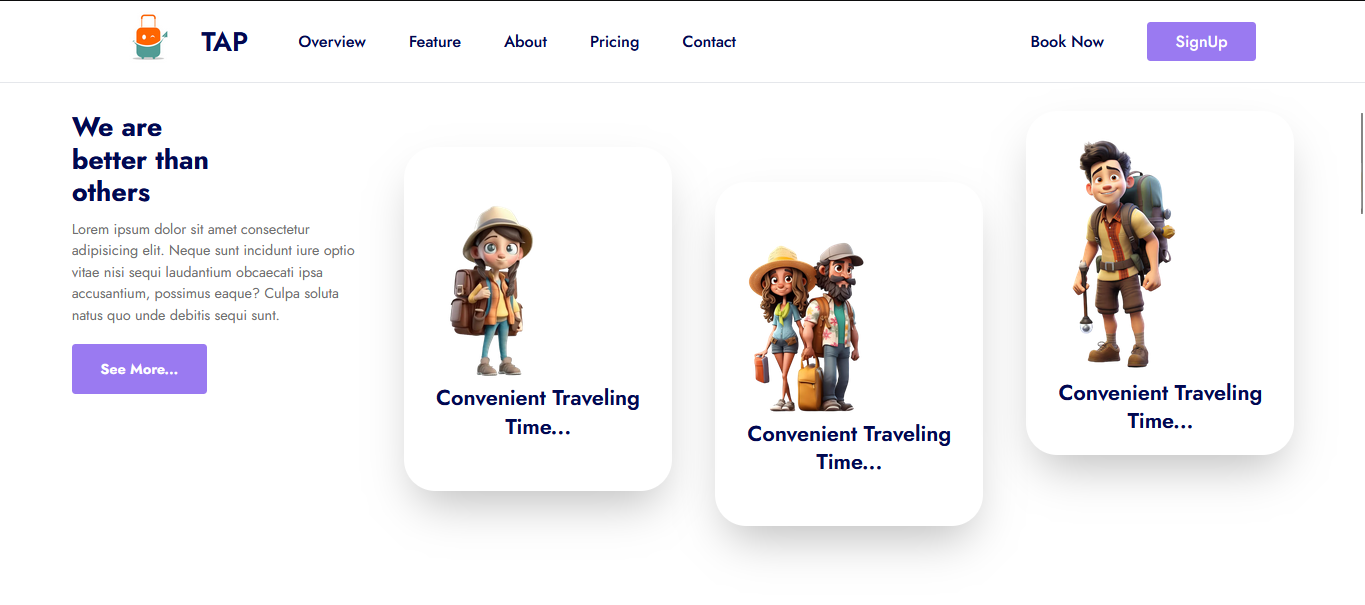 TAP
Overview
Feature
About
Pricing
Contact
Book Now
SignUp
We are
better than
others
Lorem ipsum dolor sit amet consectetur
adipisicing elit. Neque sunt incidunt iure optio
vitae nisi sequi laudantium obcaecati ipsa
accusantium, possimus eaque? Culpa soluta
natus quo unde debitis sequi sunt.
See More...
Convenient Traveling
Time...
Convenient Traveling
Time...
Convenient Traveling
Time...